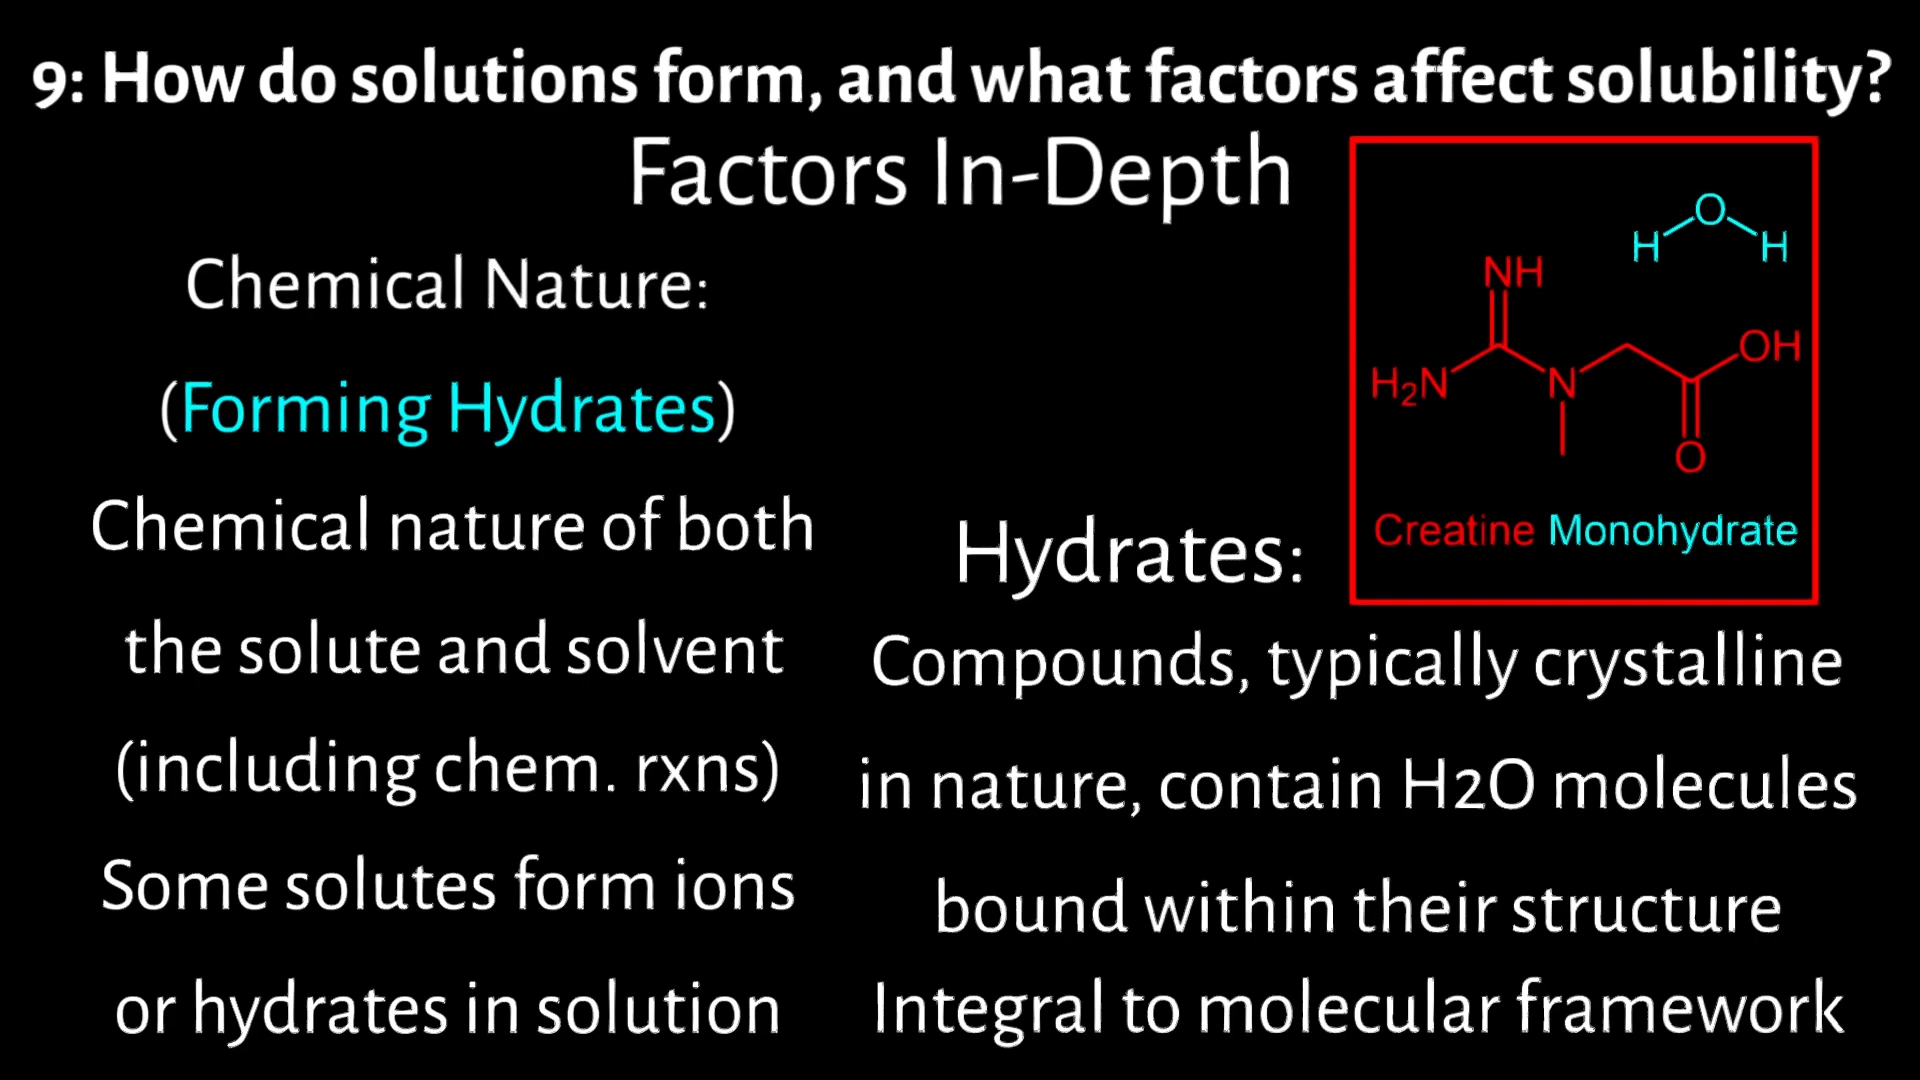 9: How do solutions form, and what factors affect solubility?
Factors In-Depth
Chemical Nature:
(Forming Hydrates)
Chemical nature of both
the solute and solvent
(including chem. rxns)
Some solutes form ions
or hydrates in solution
H O H
NH
H2N N OH
O
Creatine Monohydrate
Hydrates:
Compounds, typically crystalline
in nature, contain H2O molecules
bound within their structure
Integral to molecular framework